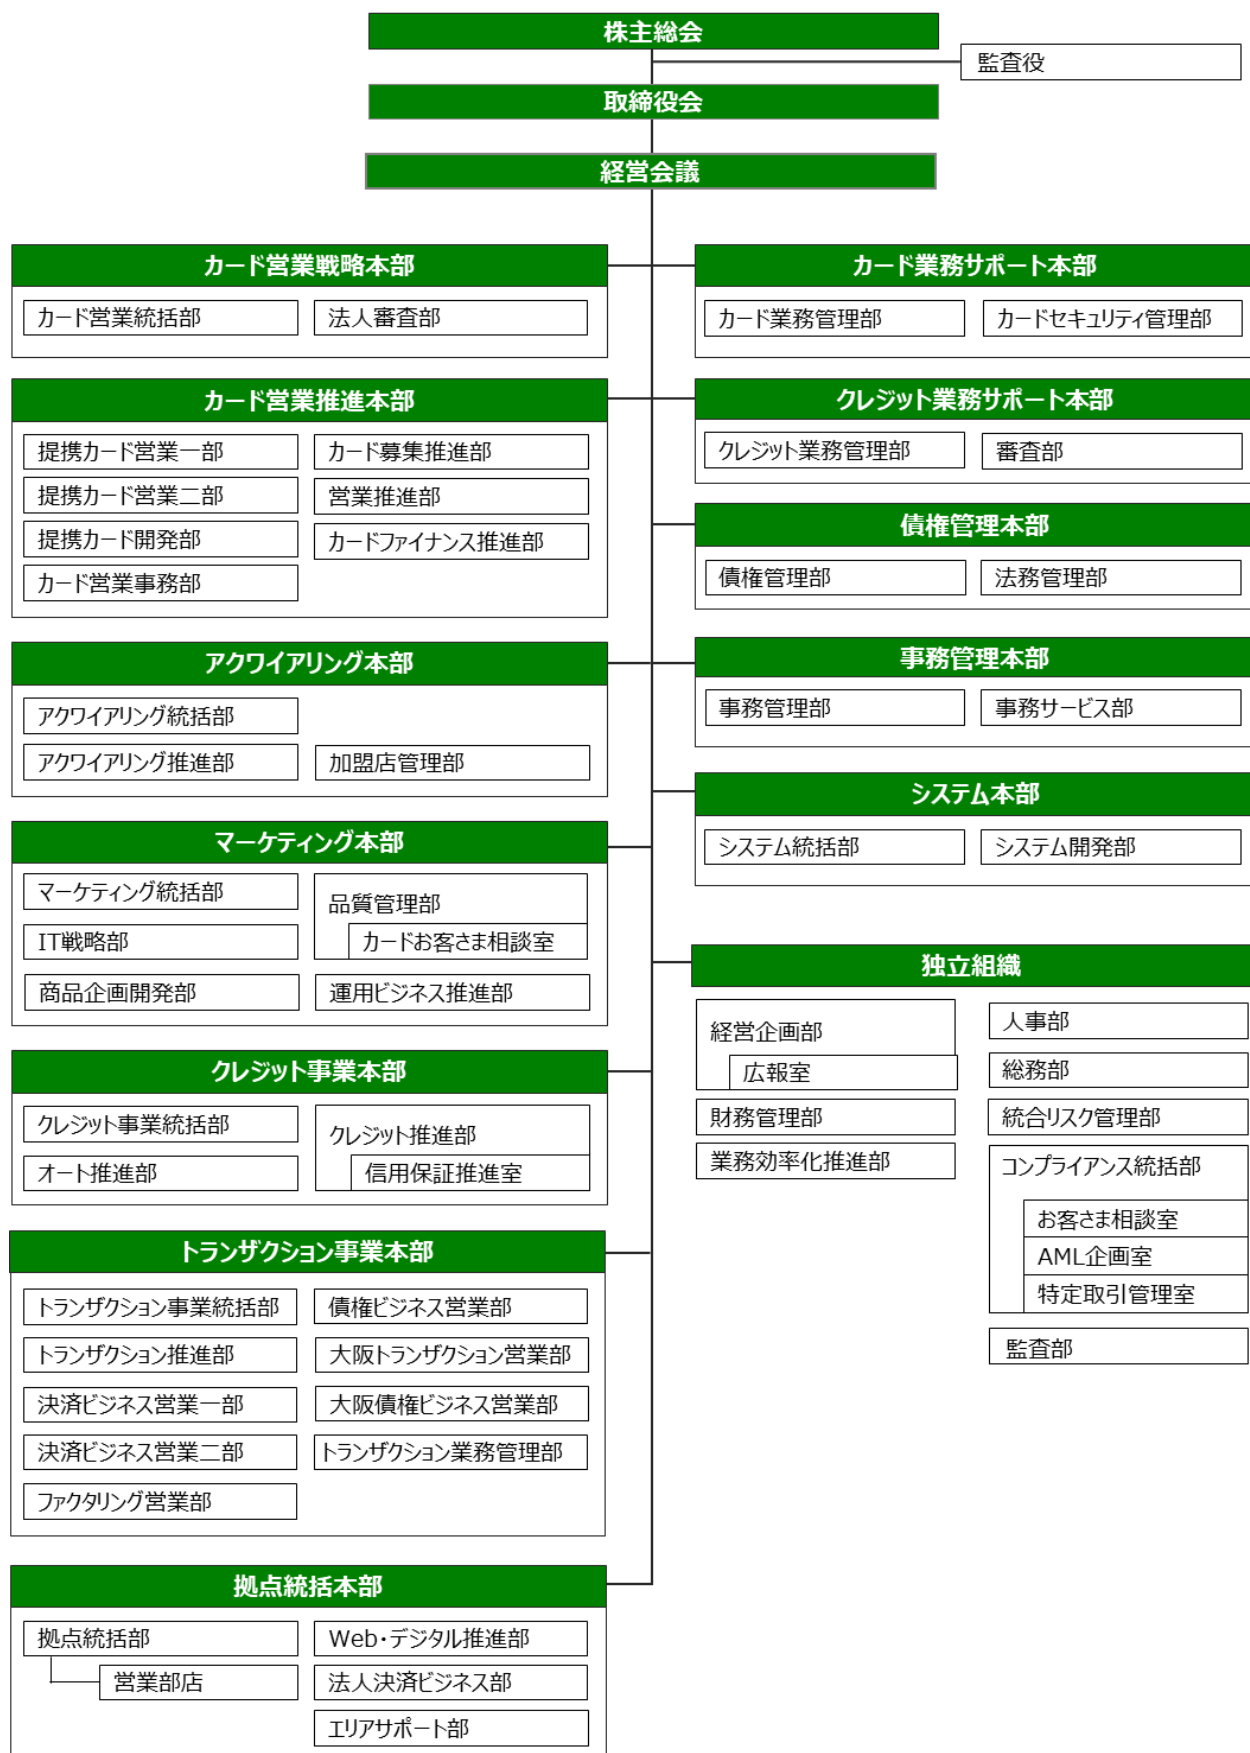 株主総会
監査役
取締役会
経営会議
カード営業戦略本部
カード営業統括部
法人審査部
カード営業推進本部
提携カード営業一部
カード募集推進部
提携カード営業二部
営業推進部
提携カード開発部
カードファイナンス推進部
カード営業事務部
アクワイアリング本部
アクワイアリング統括部
アクワイアリング推進部
加盟店管理部
マーケティング本部
マーケティング統括部
品質管理部
カードお客さま相談室
IT戦略部
商品企画開発部
運用ビジネス推進部
クレジット事業本部
クレジット事業統括部
クレジット推進部
信用保証推進室
オート推進部
トランザクション事業本部
トランザクション事業統括部
債権ビジネス営業部
トランザクション推進部
大阪トランザクション営業部
決済ビジネス営業一部
大阪債権ビジネス営業部
決済ビジネス営業二部
トランザクション業務管理部
ファクタリング営業部
拠点統括本部
拠点統括部
Web・デジタル推進部
営業部店
法人決済ビジネス部
エリアサポート部
カード業務サポート本部
カード業務管理部
カードセキュリティ管理部
クレジット業務サポート本部
クレジット業務管理部
審査部
債権管理本部
債権管理部
法務管理部
事務管理本部
事務管理部
事務サービス部
システム本部
システム統括部
システム開発部
独立組織
経営企画部
広報室
財務管理部
業務効率化推進部
人事部
総務部
統合リスク管理部
コンプライアンス統括部
お客さま相談室
AML企画室
特定取引管理室
監査部